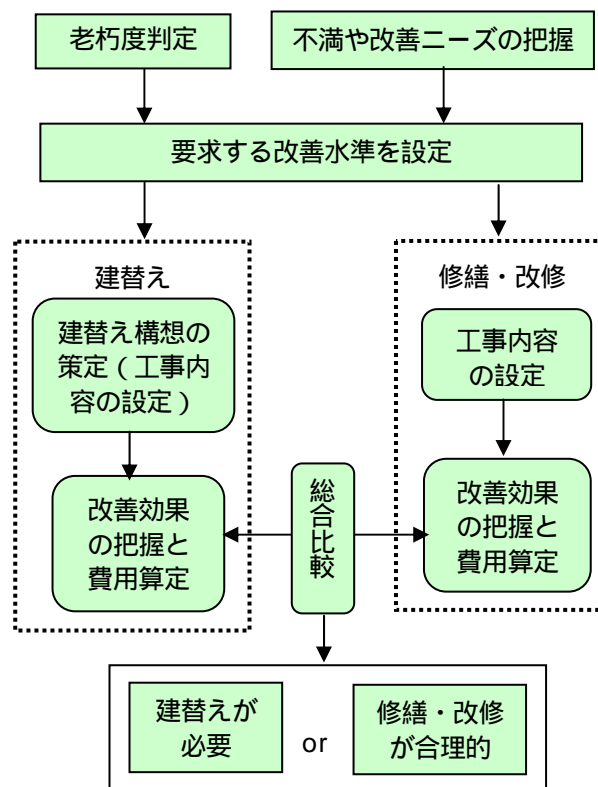 老朽度判定
不満や改善ニーズの把握
要求する改善水準を設定
建替え
建替え構想の
策定(工事内
容の設定)
改善効果
の把握と
費用算定
総合比較
修繕・改修
工事内容
の設定
改善効果
の把握と
費用算定
建替えが
必要
or
修繕・改修
が合理的